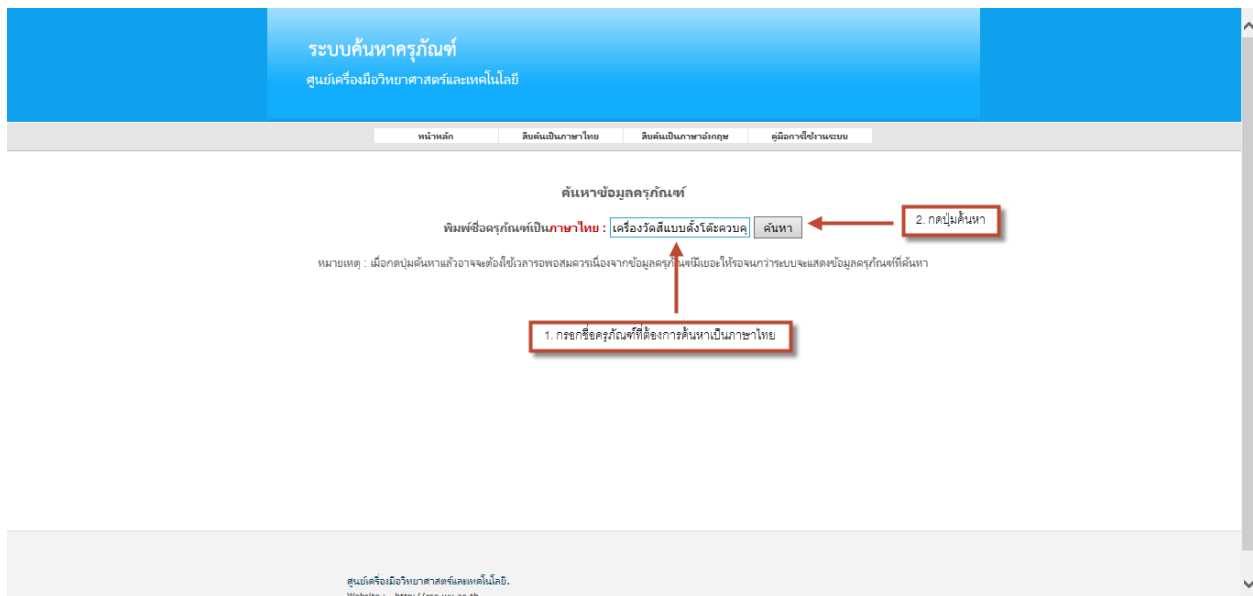 ระบบค้นหาครุภัณฑ์
ศูนย์เครื่องมือวิทยาศาสตร์และเทคโนโลยี
หน้าหลัก สืบค้นเป็นภาษาไทย สืบค้นเป็นภาษาอังกฤษ คู่มือการใช้งานระบบ
ค้นหาข้อมูลครุภัณฑ์
พิมพ์ชื่อครุภัณฑ์เป็นภาษาไทย : เครื่องวัดสีแบบตั้งโต๊ะควบคุ ค้นหา
2. กดปุ่มค้นหา
หมายเหตุ : เมื่อกดปุ่มค้นหาแล้วอาจจะต้องใช้เวลารอพอสมควรเนื่องจากข้อมูลครุภัณฑ์มีเยอะให้รอจนกว่าระบบจะแสดงข้อมูลครุภัณฑ์ที่ค้นหา
1. กรอกชื่อครุภัณฑ์ที่ต้องการค้นหาเป็นภาษาไทย
ศูนย์เครื่องมือวิทยาศาสตร์และเทคโนโลยี.